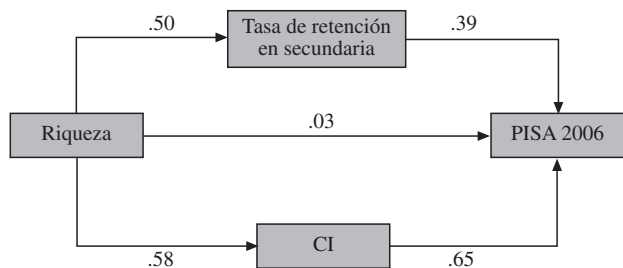 .50
Tasa de retención
en secundaria
.39
Riqueza
.03
PISA 2006
.58
CI
.65